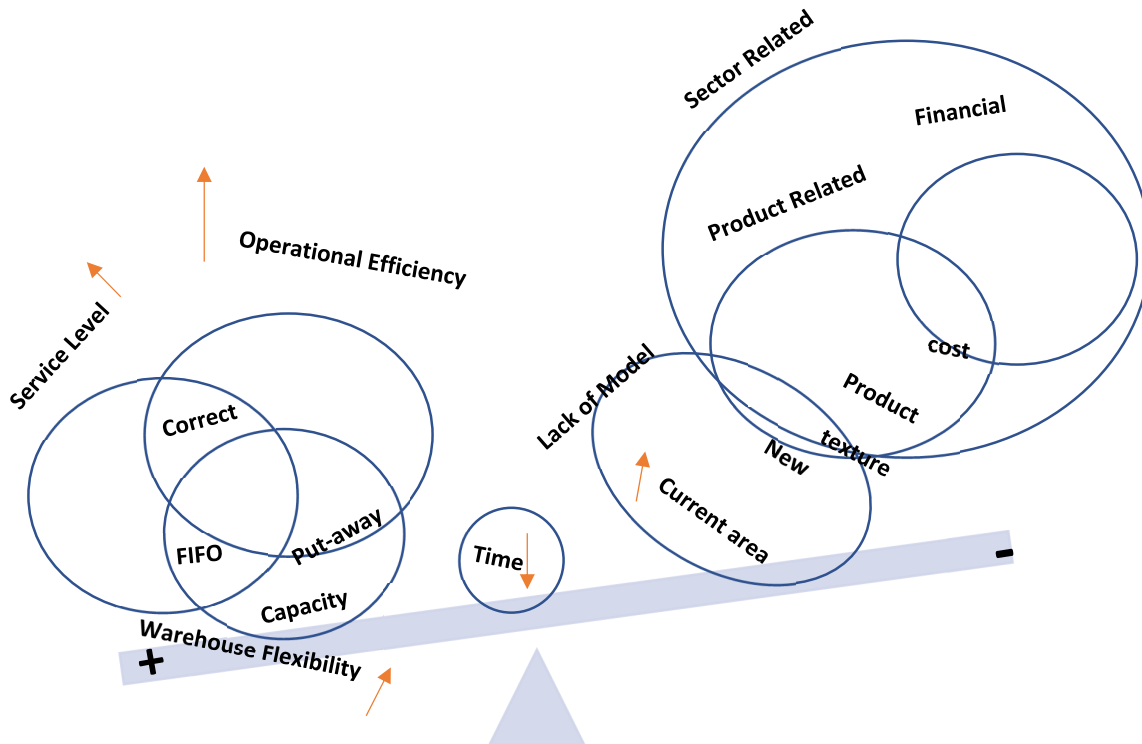 Sector Related
Financial
Product Related
Operational Efficiency
Service Level
cost
Lack of Model
Product
Correct
New
texture
Current area
Put-away
FIFO
Time
Capacity
Warehouse Flexibility
+
-